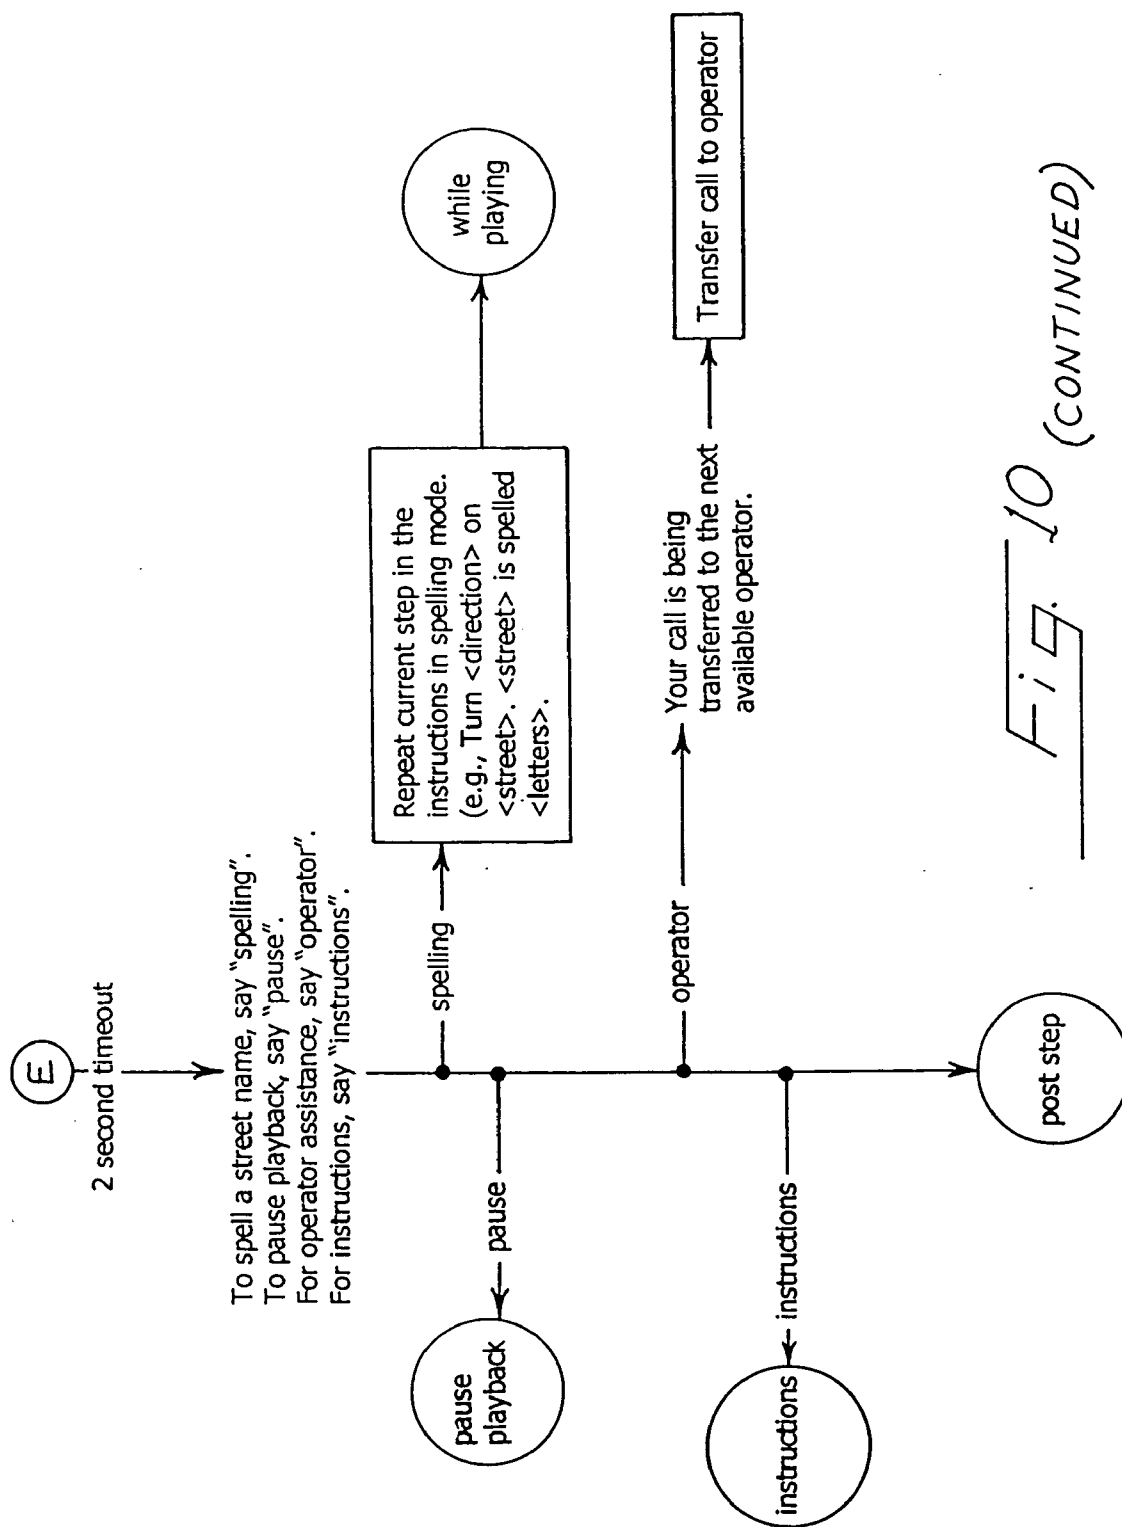 E
2 second timeout
To spell a street name, say “spelling”.
To pause playback, say “pause”.
For operator assistance, say “operator”.
For instructions, say “instructions”.
spelling
Repeat current step in the
instructions in spelling mode.
(e.g., Turn <direction> on
<street>. <street> is spelled
<letters>.
while
playing
pause
pause
playback
operator
Your call is being
transferred to the next
available operator.
Transfer call to operator
instructions
instructions
post step
Fig. 10 (CONTINUED)